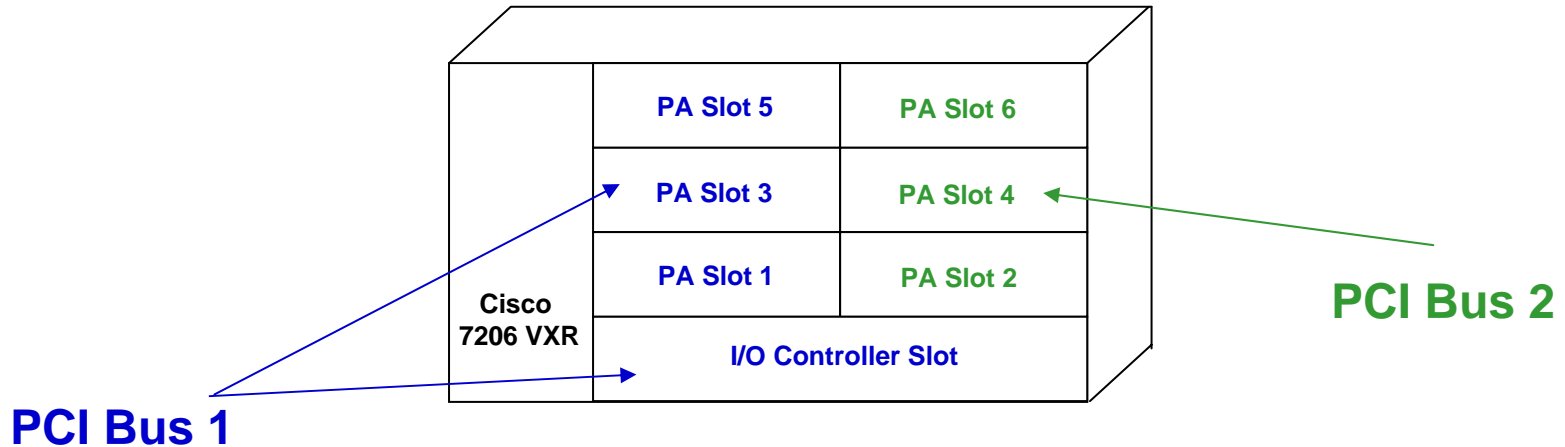 PA Slot 5
PA Slot 6
PA Slot 3
PA Slot 4
PA Slot 1
PA Slot 2
Cisco
7206 VXR
I/O Controller Slot
PCI Bus 2
PCI Bus 1